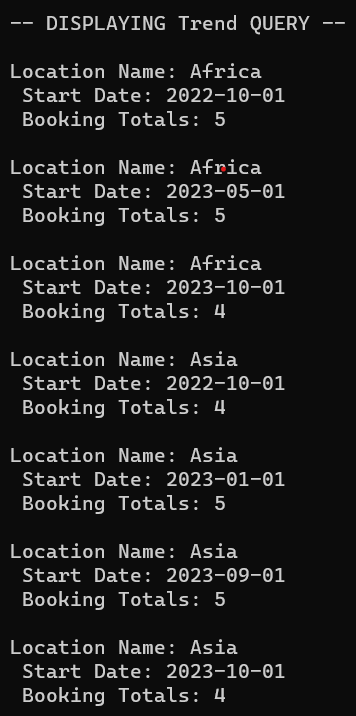 -- DISPLAYING Trend QUERY --
Location Name: Africa
Start Date: 2022-10-01
Booking Totals: 5
Location Name: Africa
Start Date: 2023-05-01
Booking Totals: 5
Location Name: Africa
Start Date: 2023-10-01
Booking Totals: 4
Location Name: Asia
Start Date: 2022-10-01
Booking Totals: 4
Location Name: Asia
Start Date: 2023-01-01
Booking Totals: 5
Location Name: Asia
Start Date: 2023-09-01
Booking Totals: 5
Location Name: Asia
Start Date: 2023-10-01
Booking Totals: 4